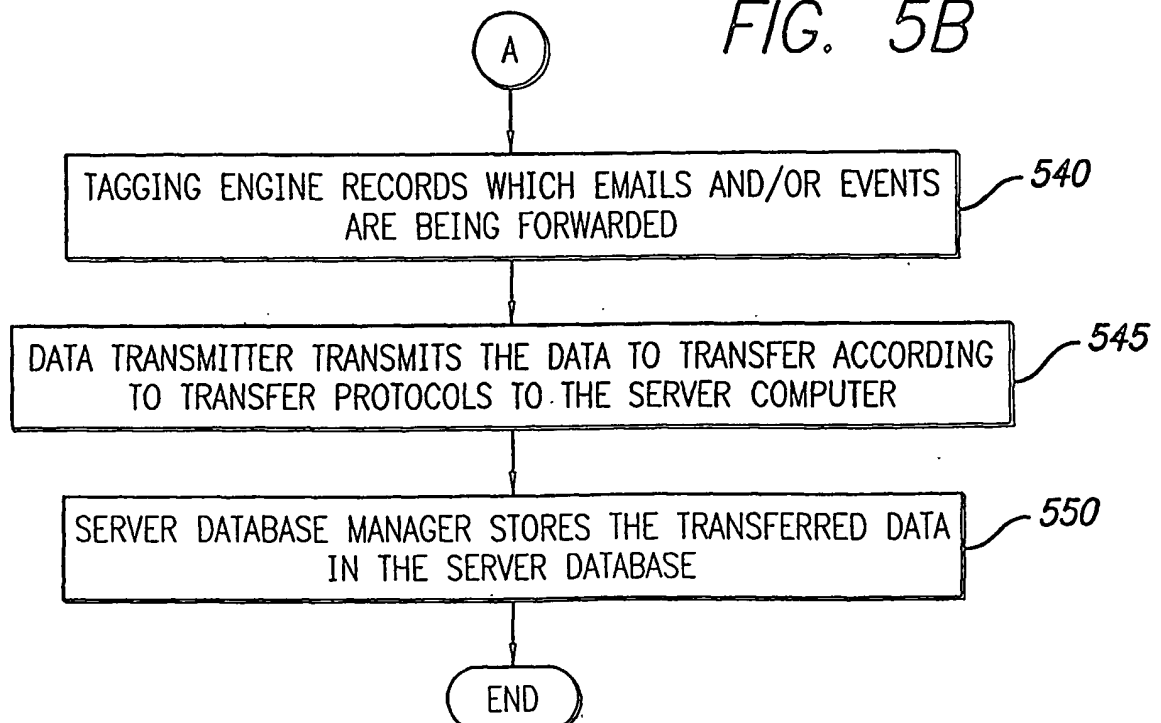 FIG. 5B
A
TAGGING ENGINE RECORDS WHICH EMAILS AND/OR EVENTS
ARE BEING FORWARDED
540
DATA TRANSMITTER TRANSMITS THE DATA TO TRANSFER ACCORDING
TO TRANSFER PROTOCOLS TO THE SERVER COMPUTER
545
SERVER DATABASE MANAGER STORES THE TRANSFERRED DATA
IN THE SERVER DATABASE
550
END